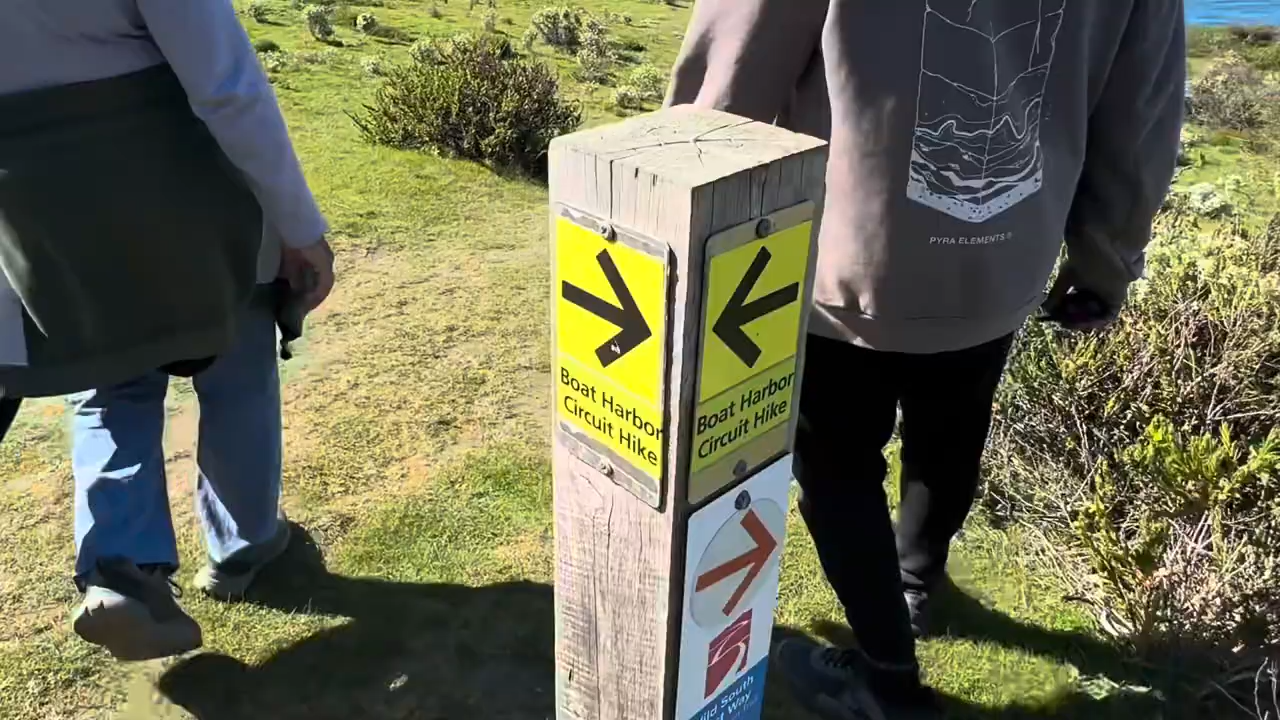 PYRA ELEMENTS®
Boat Harbor
Circuit Hike
Boat Harbor
Circuit Hike
South
Way